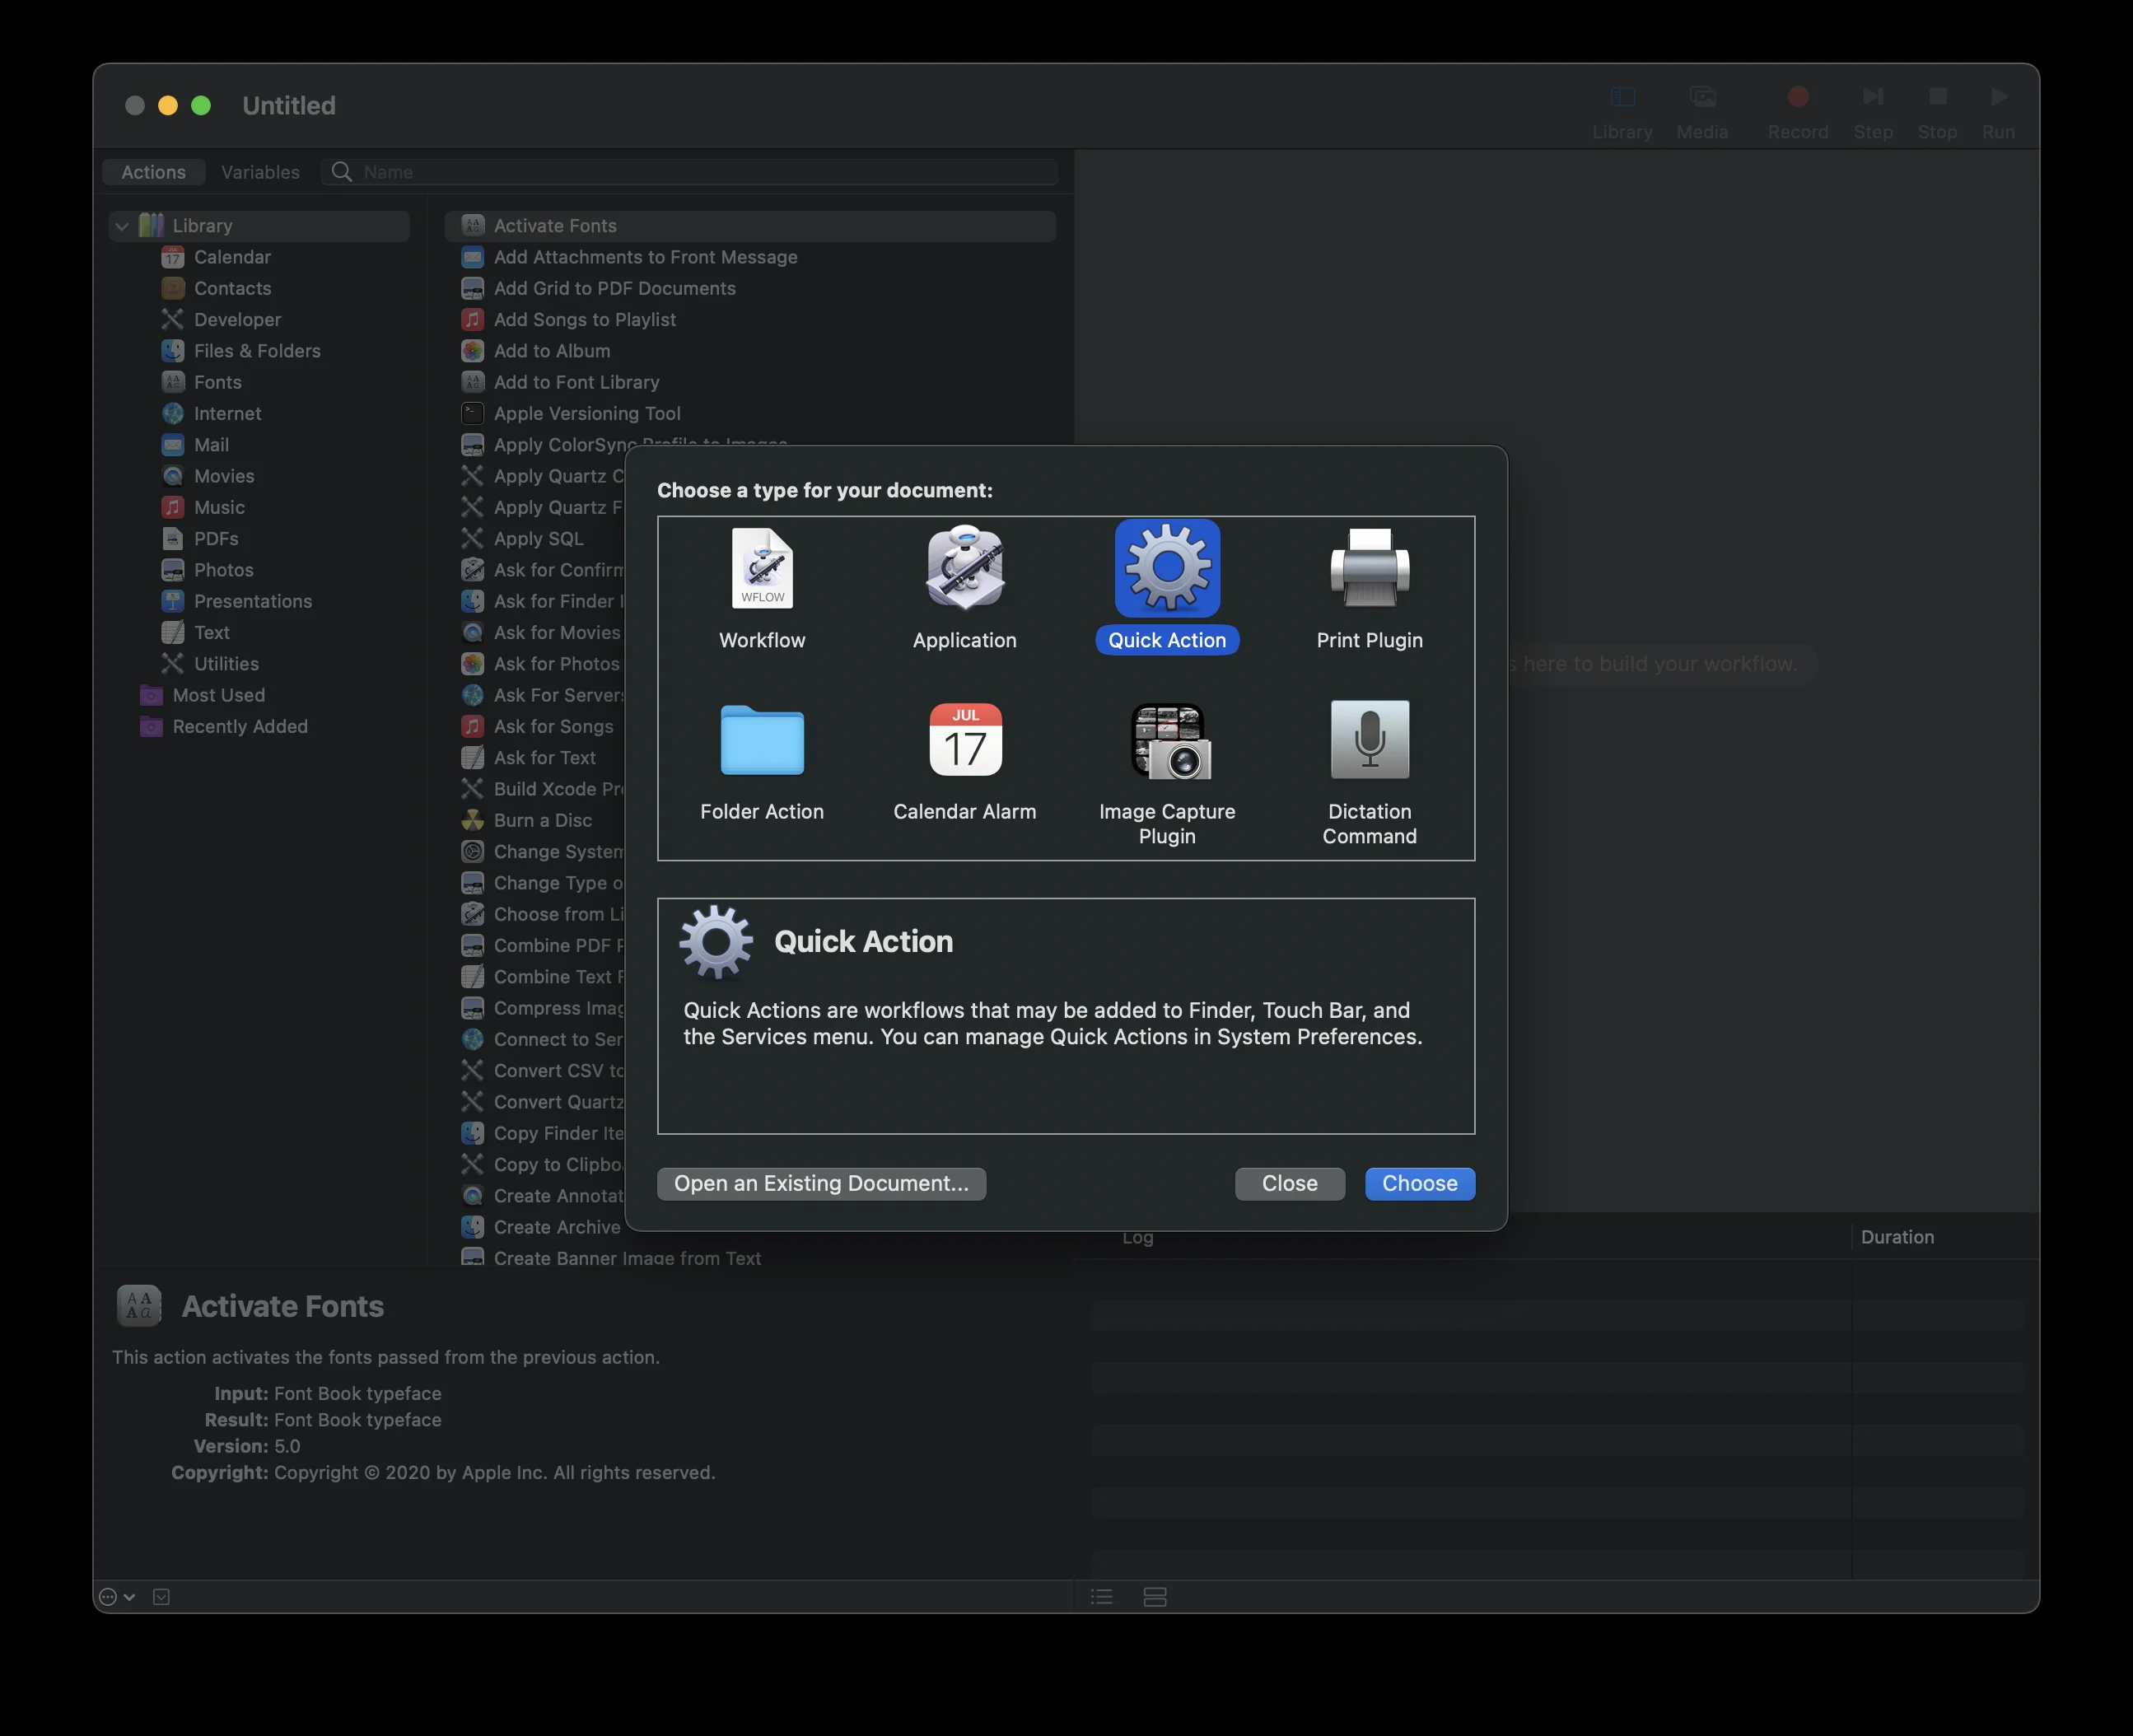 Untitled
Library
Media
Record
Step
Stop
Run
Actions
Variables
Name
Library
Calendar
Contacts
Developer
Files & Folders
Fonts
Internet
Mail
Movies
Music
PDFs
Photos
Presentations
Text
Utilities
Most Used
Recently Added
Activate Fonts
Add Attachments to Front Message
Add Grid to PDF Documents
Add Songs to Playlist
Add to Album
Add to Font Library
Apple Versioning Tool
Apply ColorSync Profile to Images
Apply Quartz C
Apply Quartz F
Apply SQL
Ask for Confirm
Ask for Finder I
Ask for Movies
Ask for Photos
Ask For Servers
Ask for Songs
Ask for Text
Build Xcode Pr
Burn a Disc
Change System
Change Type o
Choose from Li
Combine PDF P
Combine Text F
Compress Imag
Connect to Ser
Convert CSV to
Convert Quartz
Copy Finder Ite
Copy to Clipbo
Create Annotat
Create Archive
Create Banner Image from Text
s here to build your workflow.
Choose a type for your document:
WFLOW
Workflow
Application
Quick Action
Print Plugin
Folder Action
JUL
17
Calendar Alarm
Image Capture
Plugin
Dictation
Command
Quick Action
Quick Actions are workflows that may be added to Finder, Touch Bar, and
the Services menu. You can manage Quick Actions in System Preferences.
Open an Existing Document...
Close
Choose
Log
Duration
Activate Fonts
This action activates the fonts passed from the previous action.
Input: Font Book typeface
Result: Font Book typeface
Version: 5.0
Copyright: Copyright © 2020 by Apple Inc. All rights reserved.